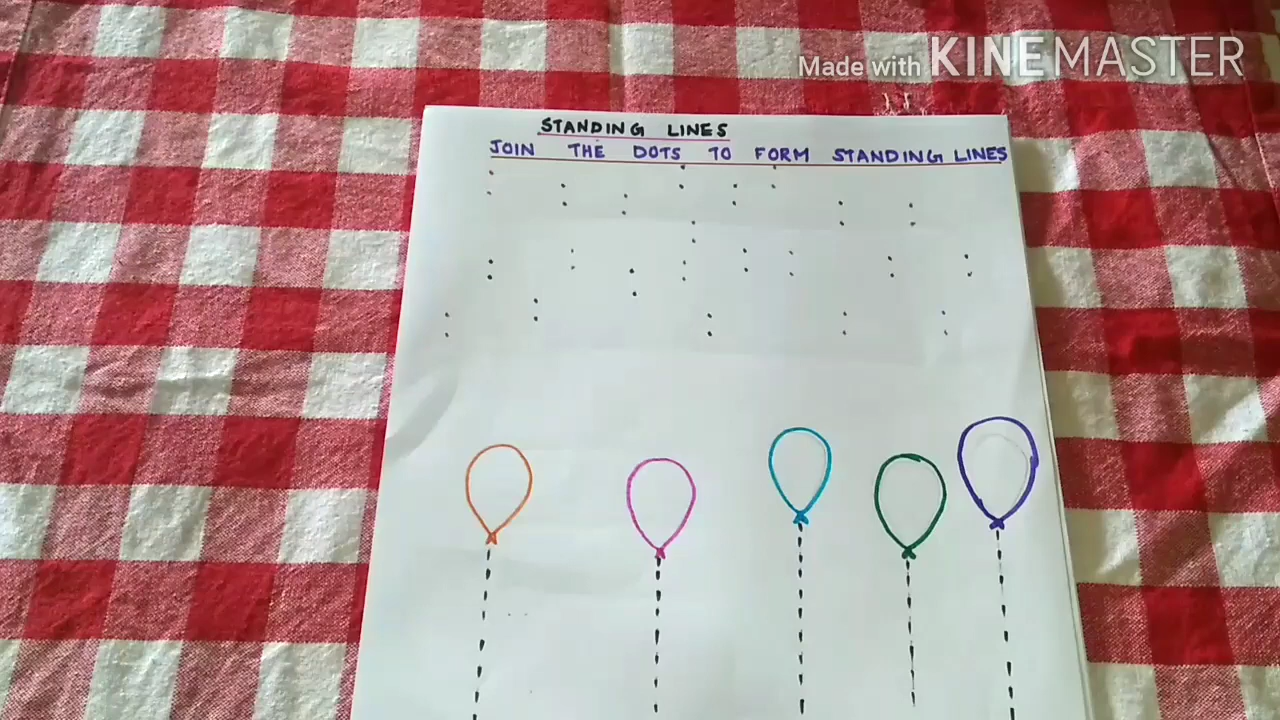 Made with KINEMASTER
STANDING LINES
JOIN THE DOTS TO FORM STANDING LINES